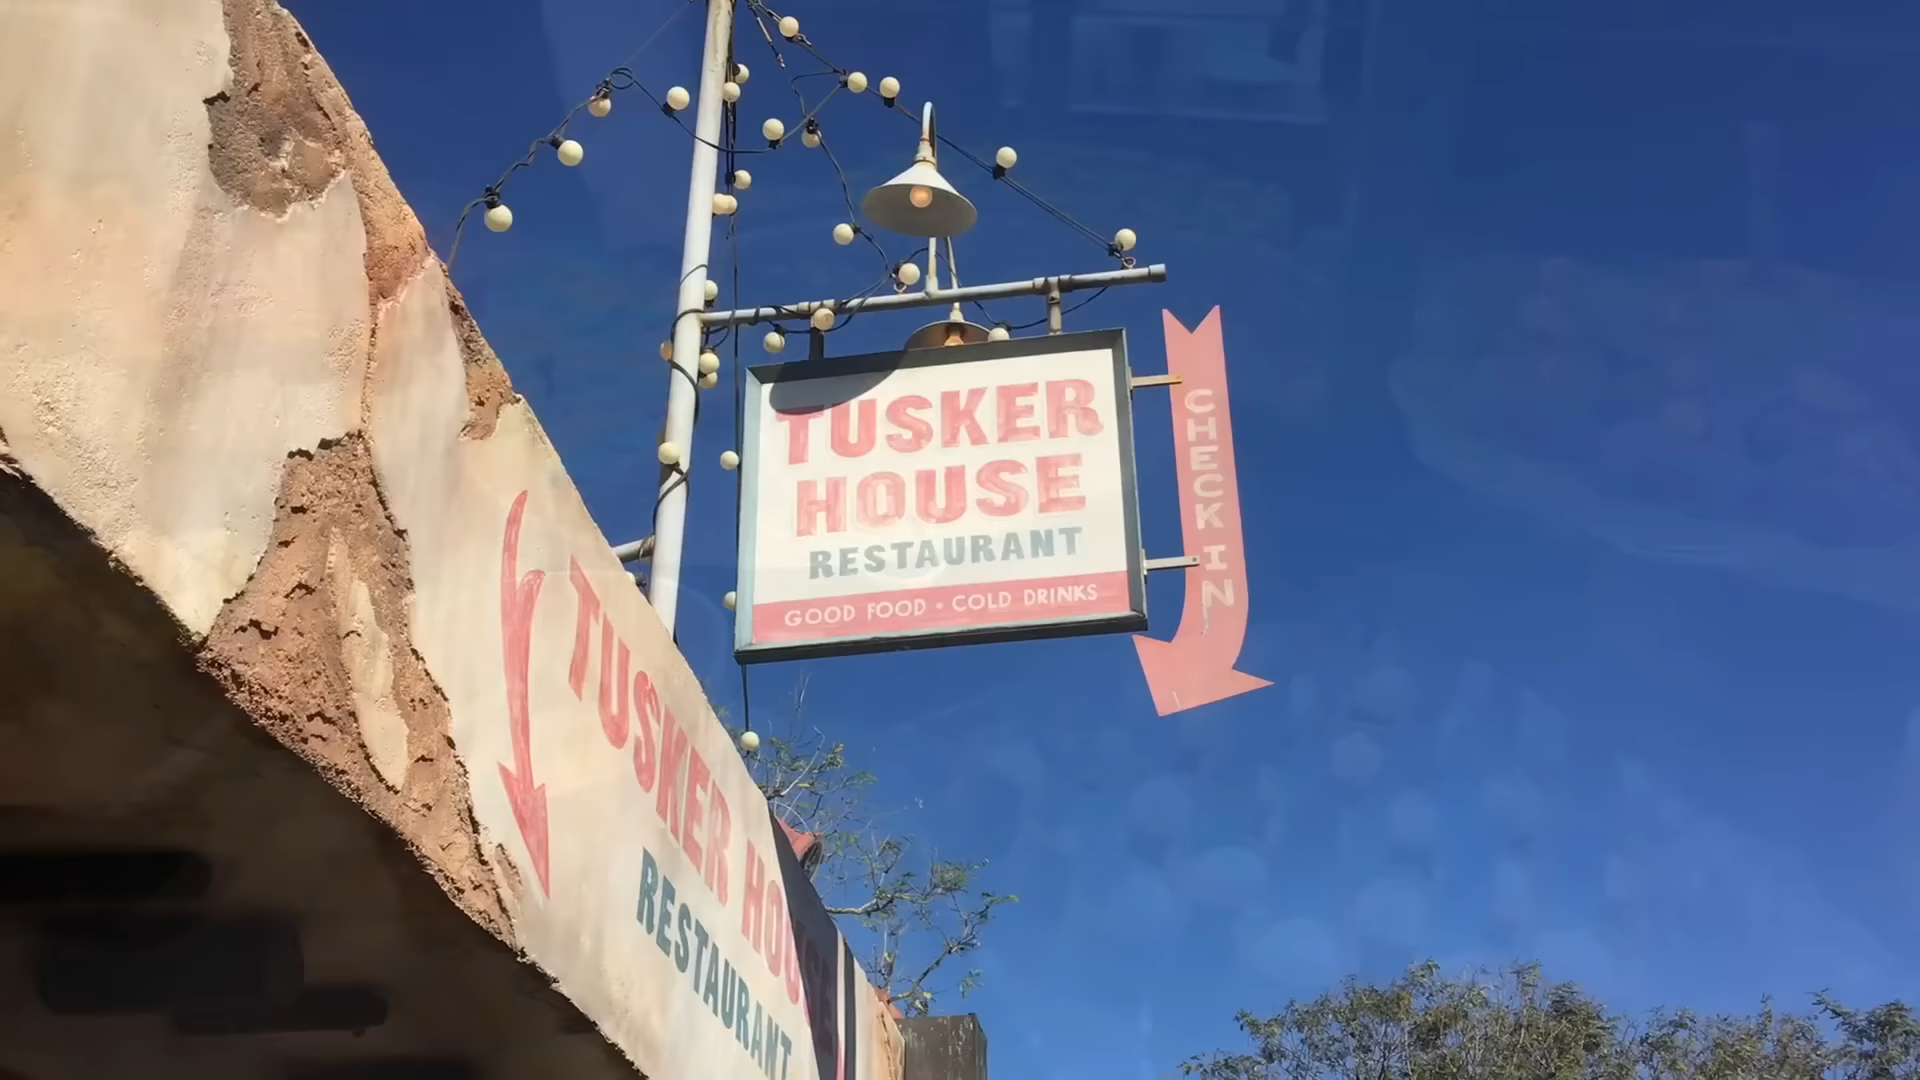 TUSKER
HOUSE
RESTAURANT
GOOD FOOD • COLD DRINKS
CHECK IN
TUSKER HOUSE
RESTAURANT